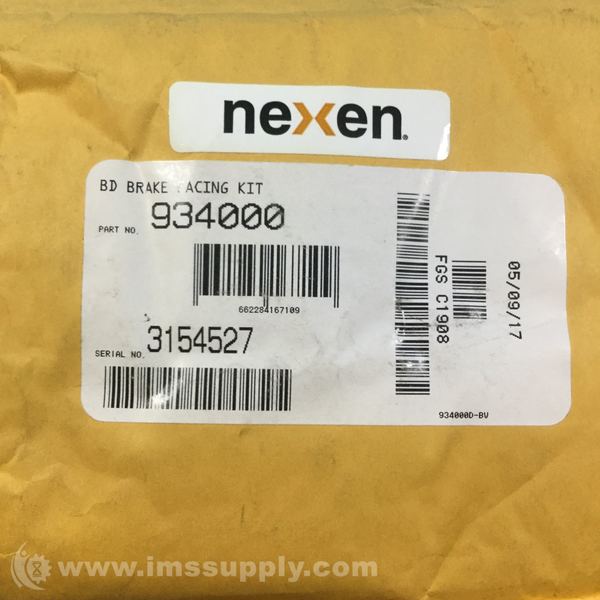 nexen®
BD BRAKE FACING KIT
PART NO. 934000
662284167109
SERIAL NO. 3154527
FGS C1908
05/09/17
934000D-BV
www.imssupply.com